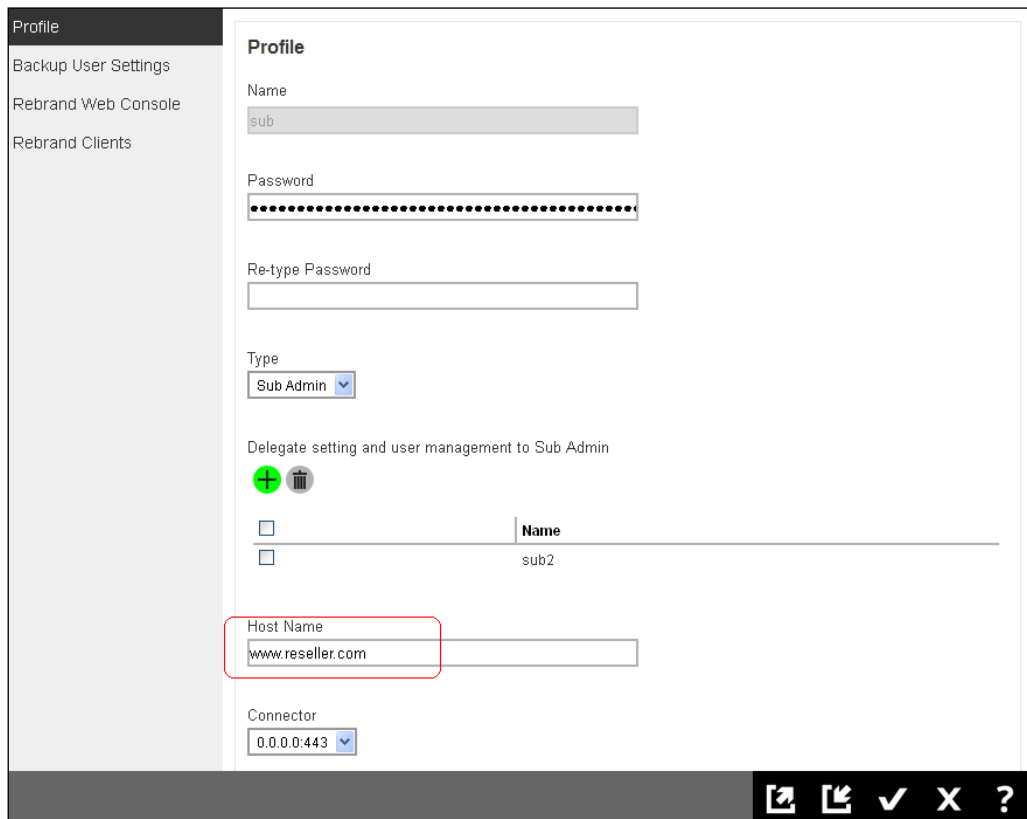 Profile
Backup User Settings
Rebrand Web Console
Rebrand Clients
Profile
Name
sub
Password
••••••••••••••••••••••••••••••••••••••••••
Re-type Password
Type
Sub Admin
Delegate setting and user management to Sub Admin
Name
sub2
Host Name
www.reseller.com
Connector
0.0.0.0:443
?